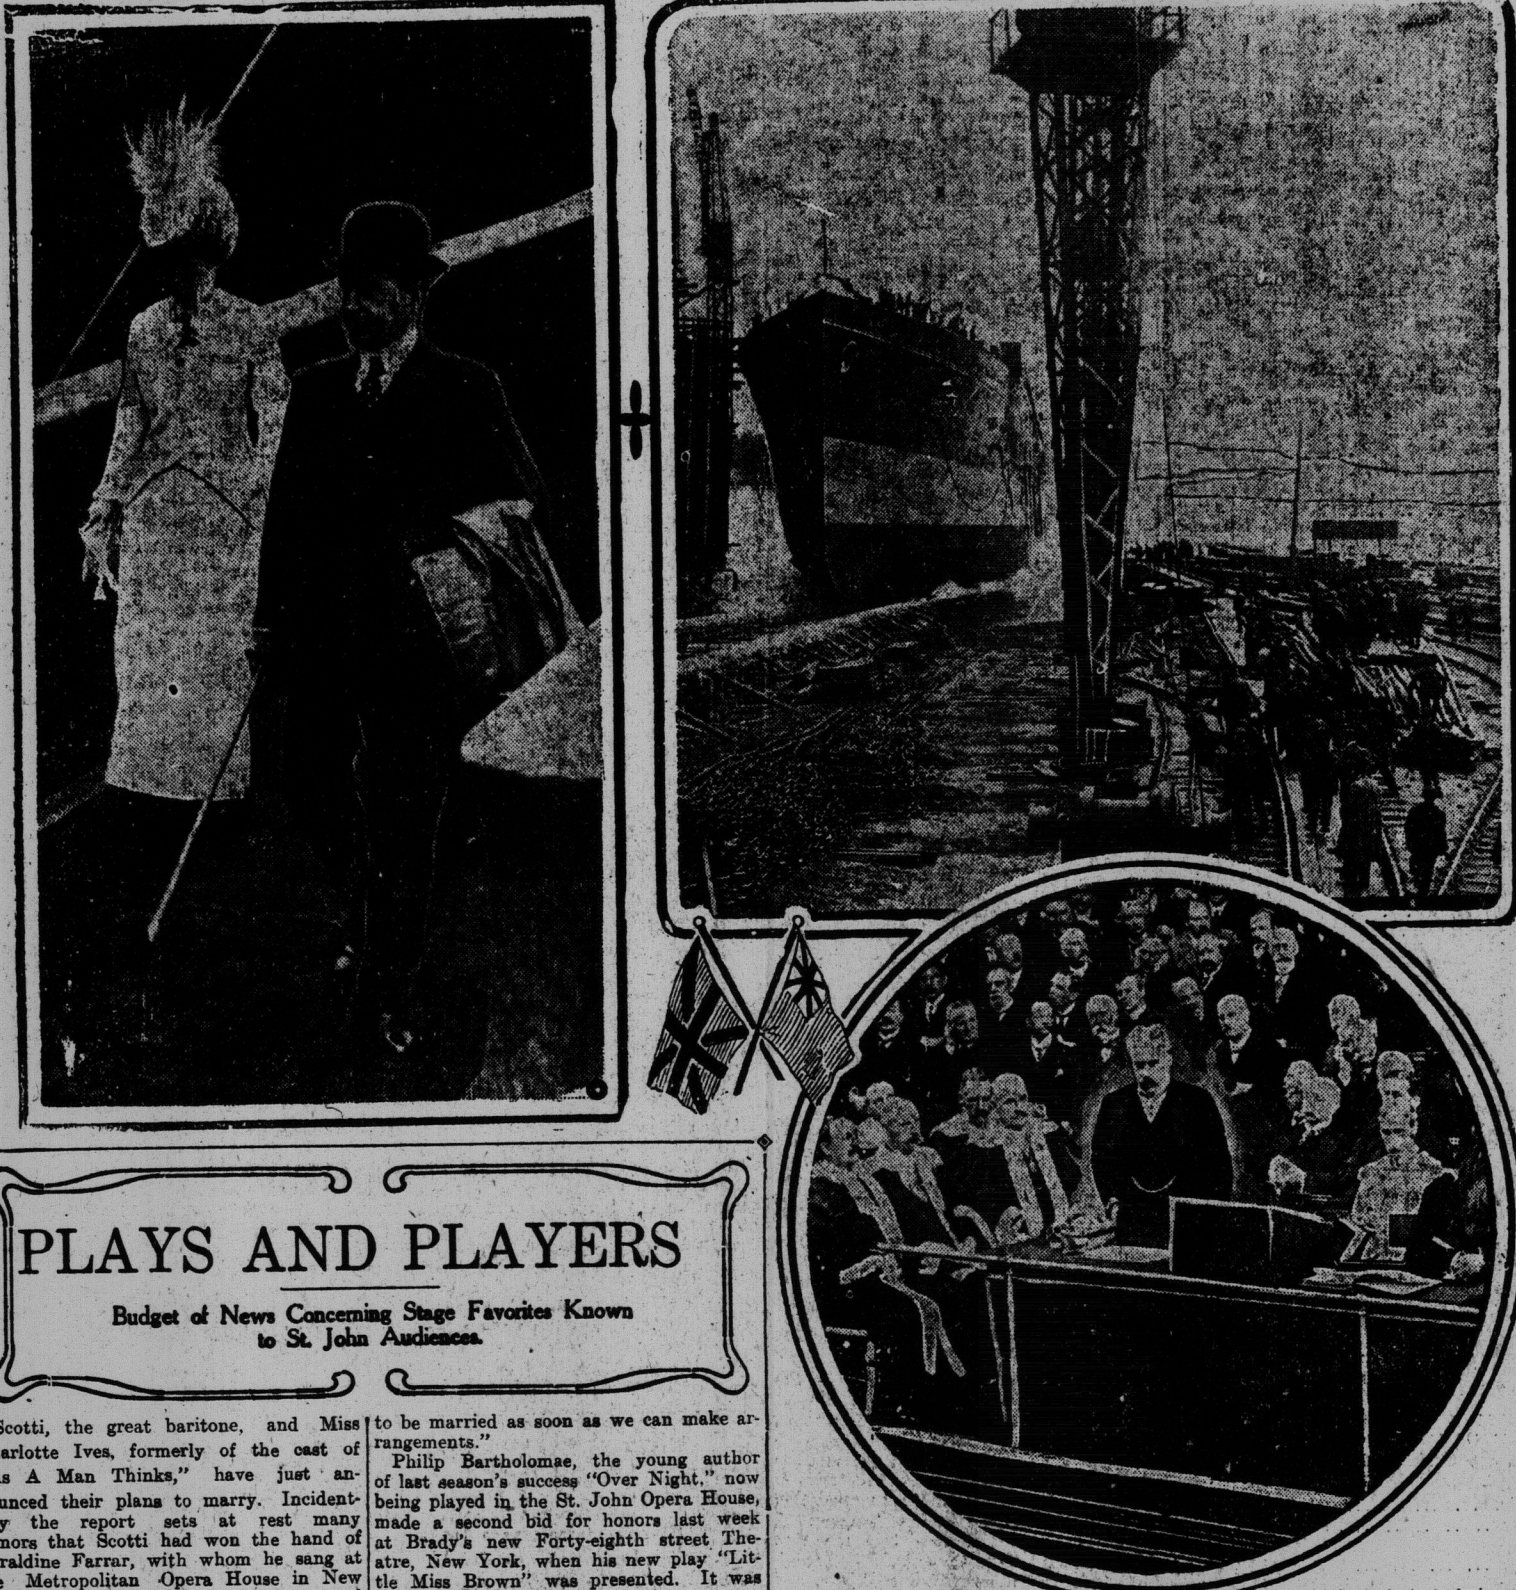 PLAYS AND PLAYERS
Budget of News Concerning Stage Favorites Known
to St. John Audiences.
Scotti, the great baritone, and Miss
arlotte Ives, formerly of the cast of
s A Man Thinks," have just an-
unced their plans to marry. Incident-
y the report sets at rest many
mors that Scotti had won the hand of
raldine Farrar, with whom he sang at
e Metropolitan Opera House in New
to be married as soon as we can make ar-
rangements."
Philip Bartholomae, the young author
of last season's success "Over Night," now
being played in the St. John Opera House,
made a second bid for honors last week
at Brady's new Forty-eighth street The-
atre, New York, when his new play "Lit-
tle Miss Brown" was presented. It was